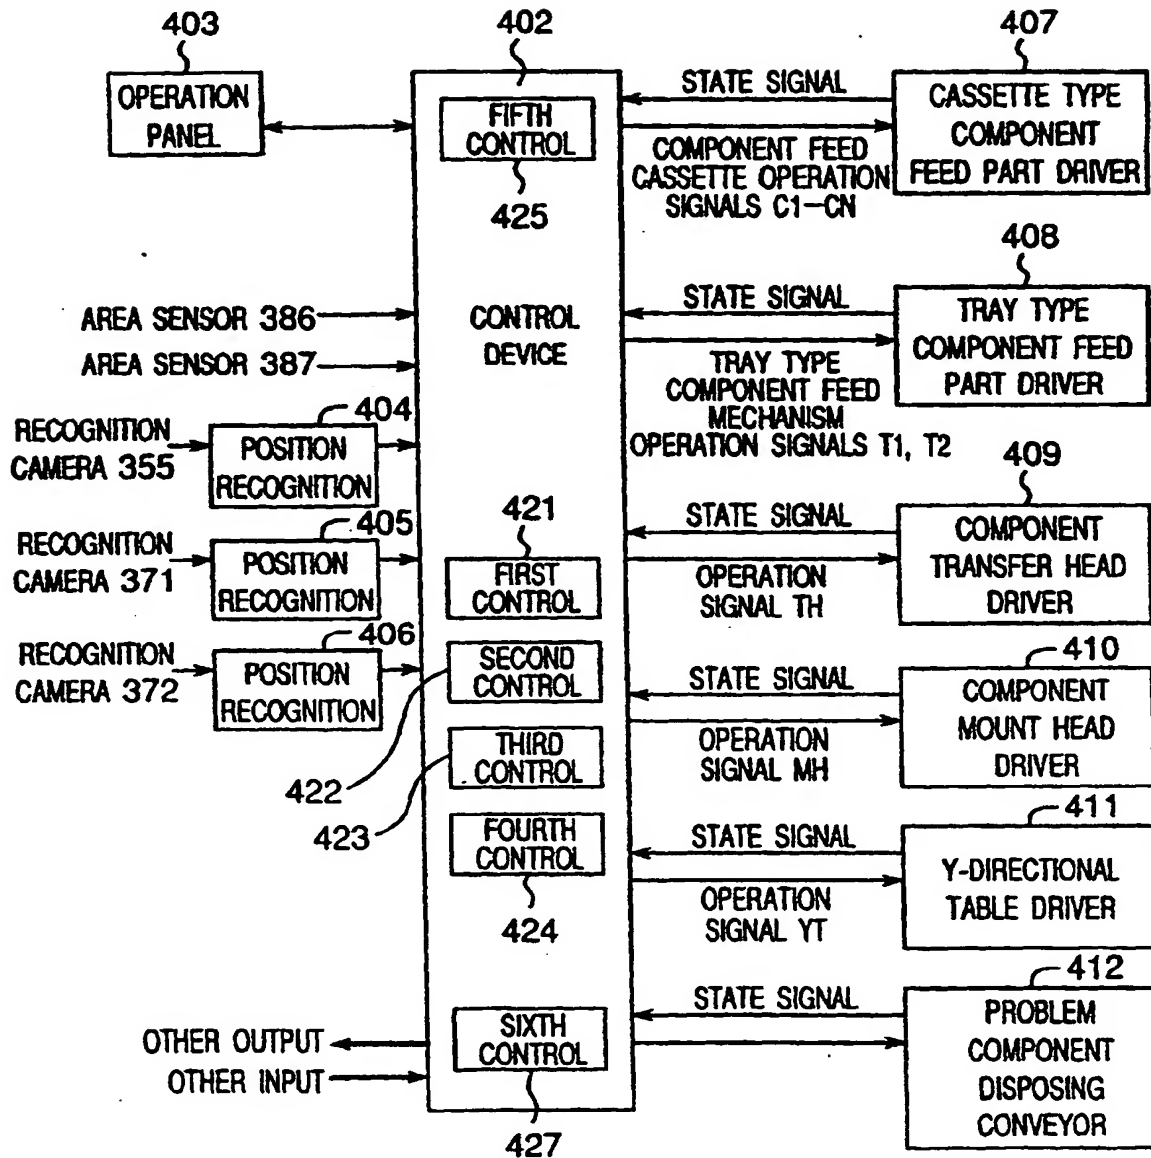 403
402
407
OPERATION
PANEL
FIFTH
CONTROL
425
STATE SIGNAL
COMPONENT FEED
CASSETTE OPERATION
SIGNALS C1-CN
CASSETTE TYPE
COMPONENT
FEED PART DRIVER
408
AREA SENSOR 386
AREA SENSOR 387
CONTROL
DEVICE
STATE SIGNAL
TRAY TYPE
COMPONENT FEED
MECHANISM
OPERATION SIGNALS T1, T2
TRAY TYPE
COMPONENT FEED
PART DRIVER
RECOGNITION
CAMERA 355
404
POSITION
RECOGNITION
409
RECOGNITION
CAMERA 371
405
POSITION
RECOGNITION
421
FIRST
CONTROL
STATE SIGNAL
OPERATION
SIGNAL TH
COMPONENT
TRANSFER HEAD
DRIVER
RECOGNITION
CAMERA 372
406
POSITION
RECOGNITION
SECOND
CONTROL
422
STATE SIGNAL
OPERATION
SIGNAL MH
410
COMPONENT
MOUNT HEAD
DRIVER
THIRD
CONTROL
423
FOURTH
CONTROL
424
STATE SIGNAL
OPERATION
SIGNAL YT
411
Y-DIRECTIONAL
TABLE DRIVER
412
STATE SIGNAL
PROBLEM
COMPONENT
DISPOSING
CONVEYOR
OTHER OUTPUT
OTHER INPUT
SIXTH
CONTROL
427